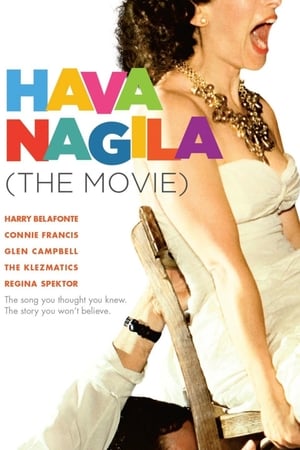 HAVA
NAGILA
(THE MOVIE)
HARRY BELAFONTE
CONNIE FRANCIS
GLEN CAMPBELL
THE KLEZMATICS
REGINA SPEKTOR
The song you thought you knew.
The story you won't believe.